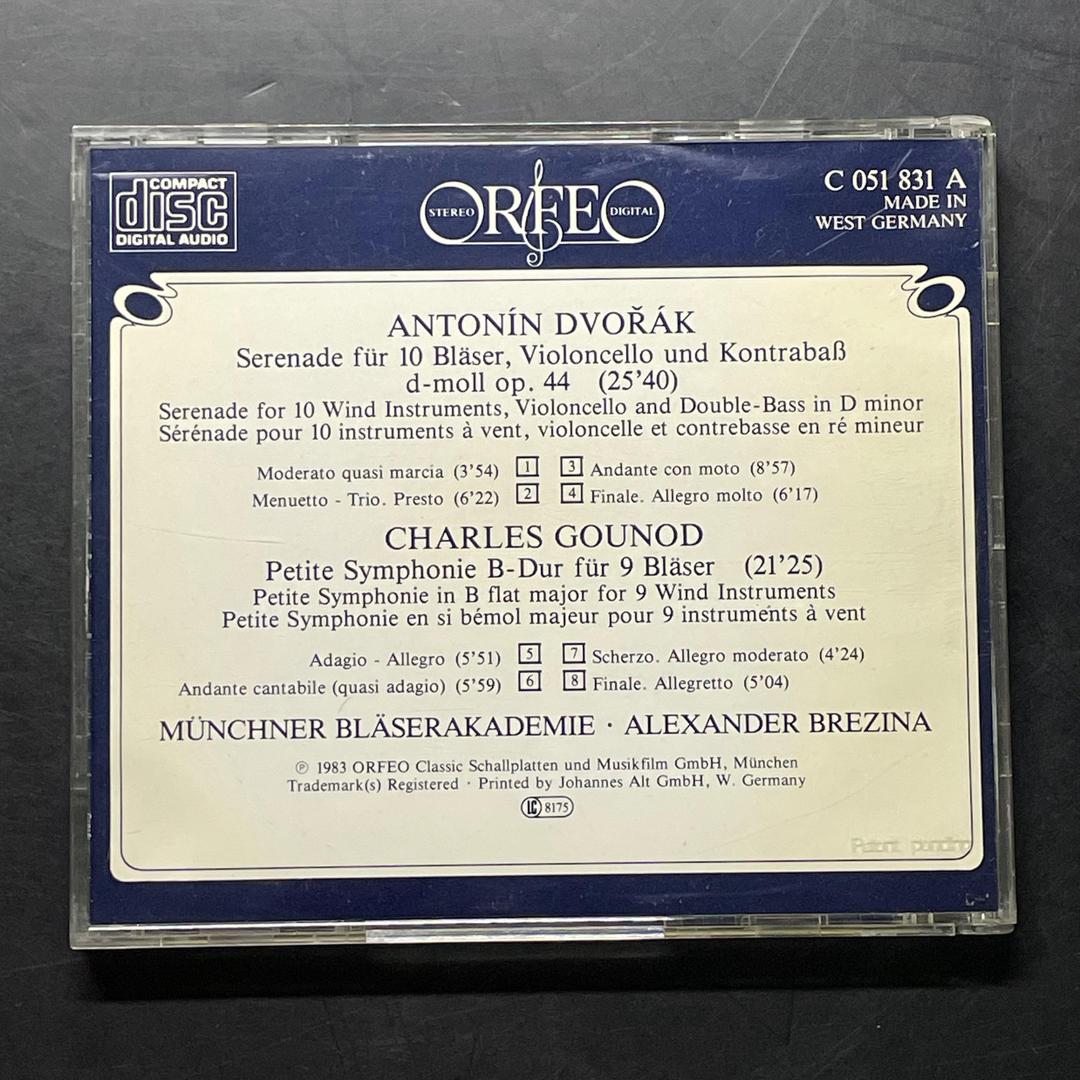 COMPACT
disc
DIGITAL AUDIO
STEREO ORFEO DIGITAL
C 051 831 A
MADE IN
WEST GERMANY
ANTONÍN DVOŘÁK
Serenade für 10 Bläser, Violoncello und Kontrabaß
d-moll op. 44 (25’40)
Serenade for 10 Wind Instruments, Violoncello and Double-Bass in D minor
Sérénade pour 10 instruments à vent, violoncelle et contrebasse en ré mineur
Moderato quasi marcia (3’54) 1 3 Andante con moto (8’57)
Menuetto - Trio. Presto (6’22) 2 4 Finale. Allegro molto (6’17)
CHARLES GOUNOD
Petite Symphonie B-Dur für 9 Bläser (21’25)
Petite Symphonie in B flat major for 9 Wind Instruments
Petite Symphonie en si bémol majeur pour 9 instruments à vent
Adagio - Allegro (5’51) 5 7 Scherzo. Allegro moderato (4’24)
Andante cantabile (quasi adagio) (5’59) 6 8 Finale. Allegretto (5’04)
MÜNCHNER BLÄSERAKADEMIE · ALEXANDER BREZINA
℗ 1983 ORFEO Classic Schallplatten und Musikfilm GmbH, München
Trademark(s) Registered · Printed by Johannes Alt GmbH, W. Germany
LC 8175
Patent pending